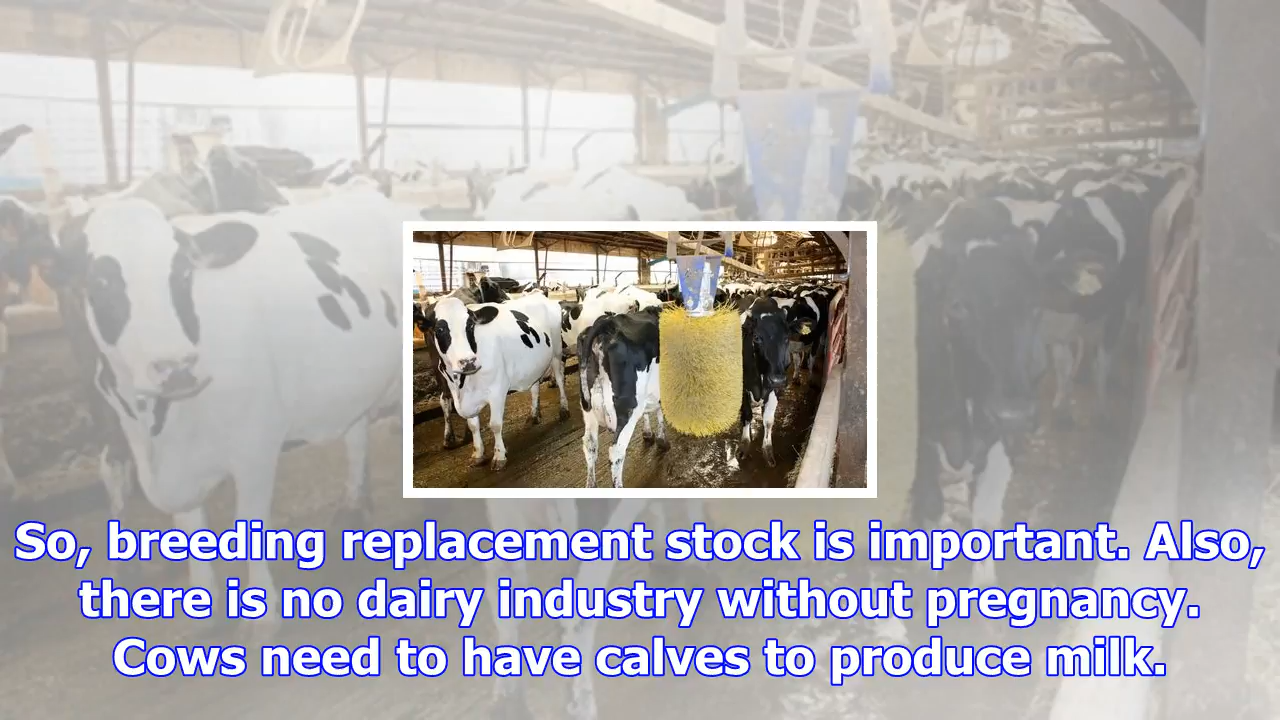 So, breeding replacement stock is important. Also,
there is no dairy industry without pregnancy.
Cows need to have calves to produce milk.